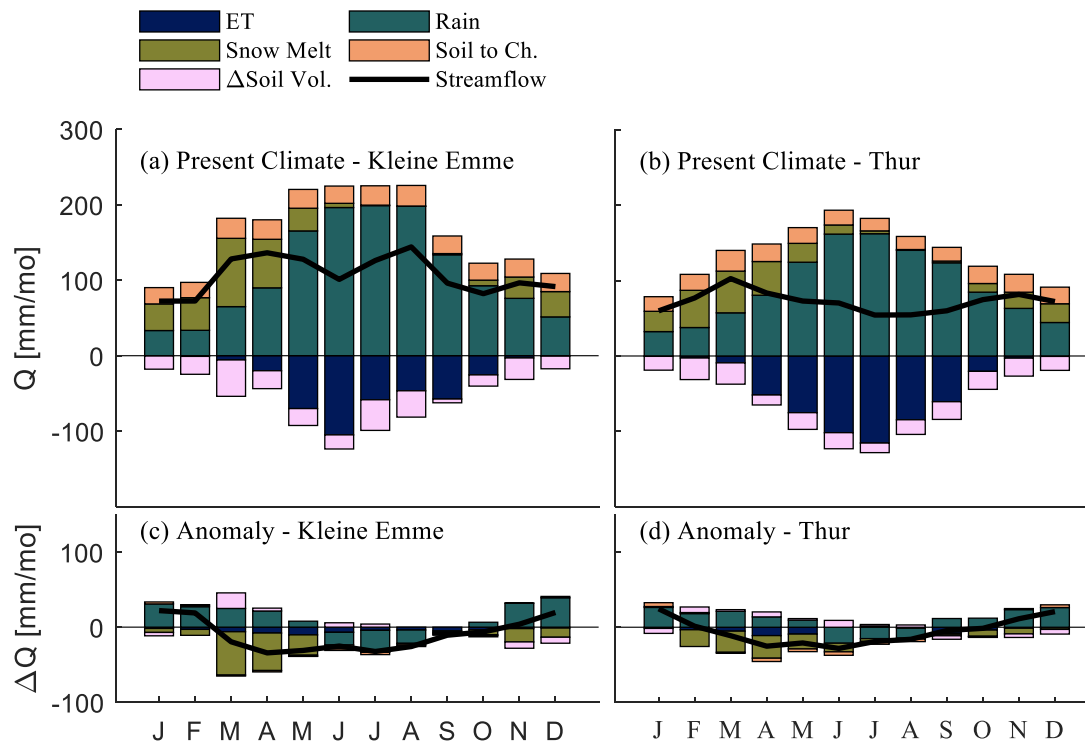 ET Rain
Snow Melt Soil to Ch.
ΔSoil Vol. Streamflow
300
200
100
0
-100
Q [mm/mo]
(a) Present Climate - Kleine Emme
(b) Present Climate - Thur
100
0
-100
ΔQ [mm/mo]
(c) Anomaly - Kleine Emme
(d) Anomaly - Thur
J F M A M J J A S O N D
J F M A M J J A S O N D